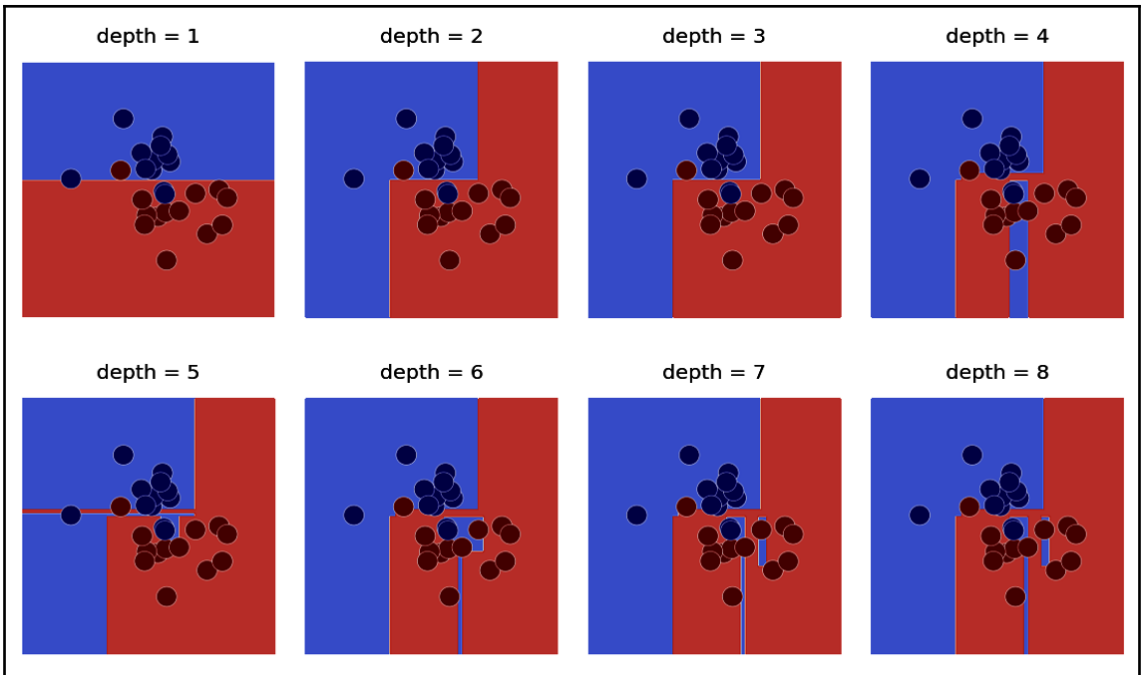 depth = 1
depth = 2
depth = 3
depth = 4
depth = 5
depth = 6
depth = 7
depth = 8